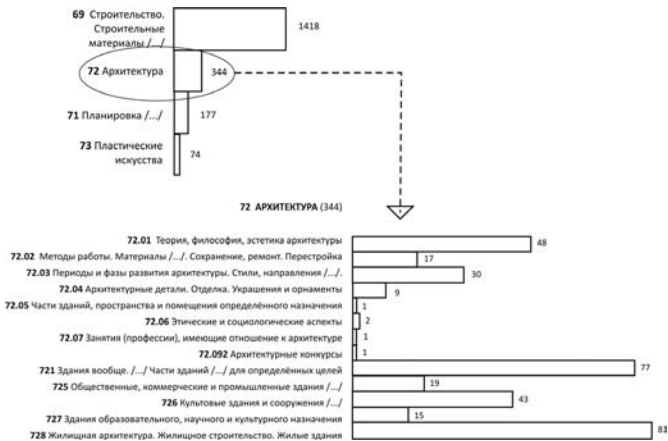 69 Строительство.
Строительные
материалы /.../
1418
72 Архитектура
344
71 Планировка /.../
177
73 Пластические
искусства
74
72 АРХИТЕКТУРА (344)
72.01 Теория, философия, эстетика архитектуры
48
72.02 Методы работы. Материалы /.../. Сохранение, ремонт. Перестройка
17
72.03 Периоды и фазы развития архитектуры. Стили, направления /.../.
30
72.04 Архитектурные детали. Отделка. Украшения и орнаменты
9
72.05 Части зданий, пространства и помещения определённого назначения
1
72.06 Этические и социологические аспекты
2
72.07 Занятия (профессии), имеющие отношение к архитектуре
1
72.092 Архитектурные конкурсы
1
721 Здания вообще. /.../ Части зданий /.../ для определённых целей
77
725 Общественные, коммерческие и промышленные здания /.../
19
726 Культовые здания и сооружения /.../
43
727 Здания образовательного, научного и культурного назначения
15
728 Жилищная архитектура. Жилищное строительство. Жилые здания
81